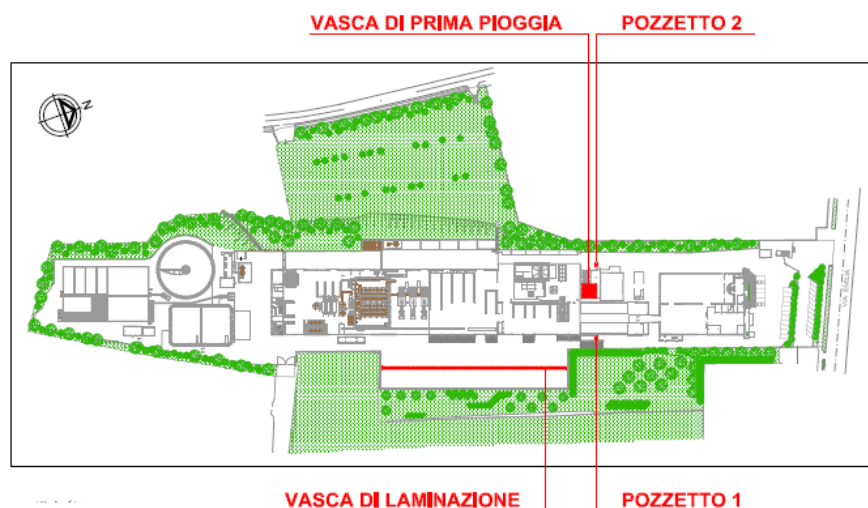 VASCA DI PRIMA PIOGGIA
POZZETTO 2
N
VASCA DI LAMINAZIONE
POZZETTO 1